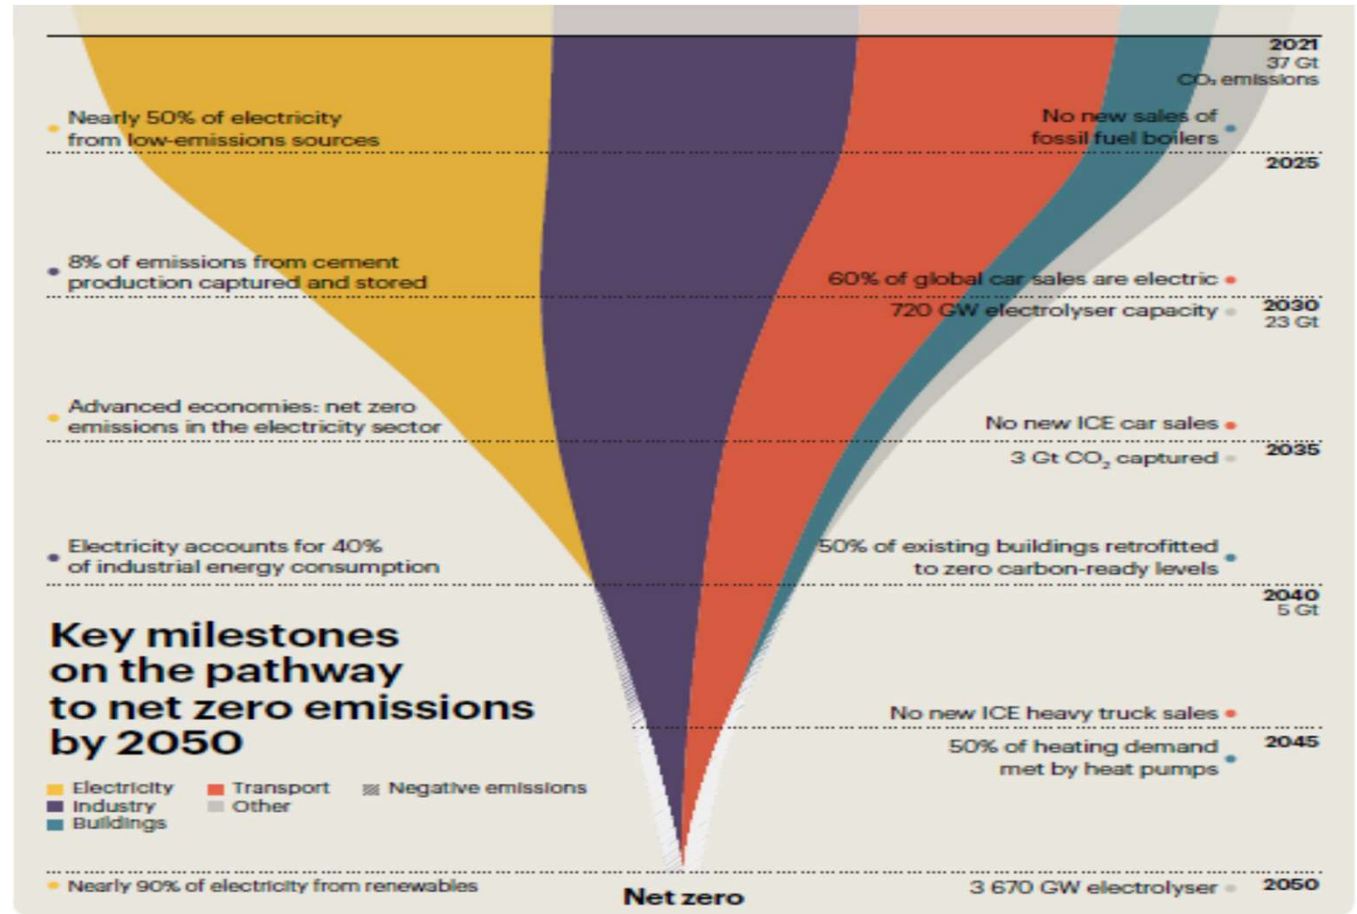 2021
37 Gt
CO₂ emissions
Nearly 50% of electricity
from low-emissions sources
No new sales of
fossil fuel boilers
2025
8% of emissions from cement
production captured and stored
60% of global car sales are electric
720 GW electrolyser capacity
2030
23 Gt
Advanced economies: net zero
emissions in the electricity sector
No new ICE car sales
3 Gt CO₂ captured
2035
Electricity accounts for 40%
of industrial energy consumption
50% of existing buildings retrofitted
to zero carbon-ready levels
2040
5 Gt
Key milestones
on the pathway
to net zero emissions
by 2050
Electricity
Transport
Negative emissions
Industry
Other
Buildings
No new ICE heavy truck sales
50% of heating demand
met by heat pumps
2045
Nearly 90% of electricity from renewables
Net zero
3 670 GW electrolyser
2050